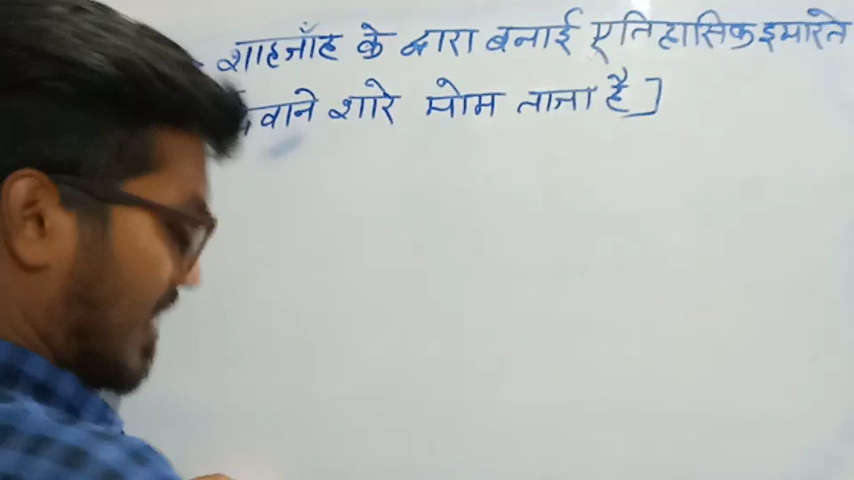 शाहजाँह के द्वारा बनाई एतिहासिक इमारते
वाने शारे मोम ताजा है]